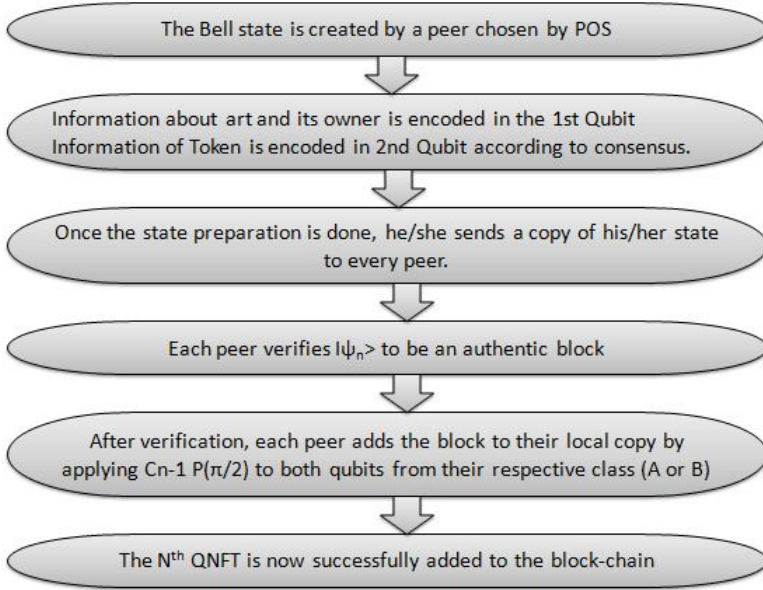 The Bell state is created by a peer chosen by POS
Information about art and its owner is encoded in the 1st Qubit
Information of Token is encoded in 2nd Qubit according to consensus.
Once the state preparation is done, he/she sends a copy of his/her state
to every peer.
Each peer verifies Iψₙ> to be an authentic block
After verification, each peer adds the block to their local copy by
applying Cn-1 P(π/2) to both qubits from their respective class (A or B)
The Nᵗʰ QNFT is now successfully added to the block-chain